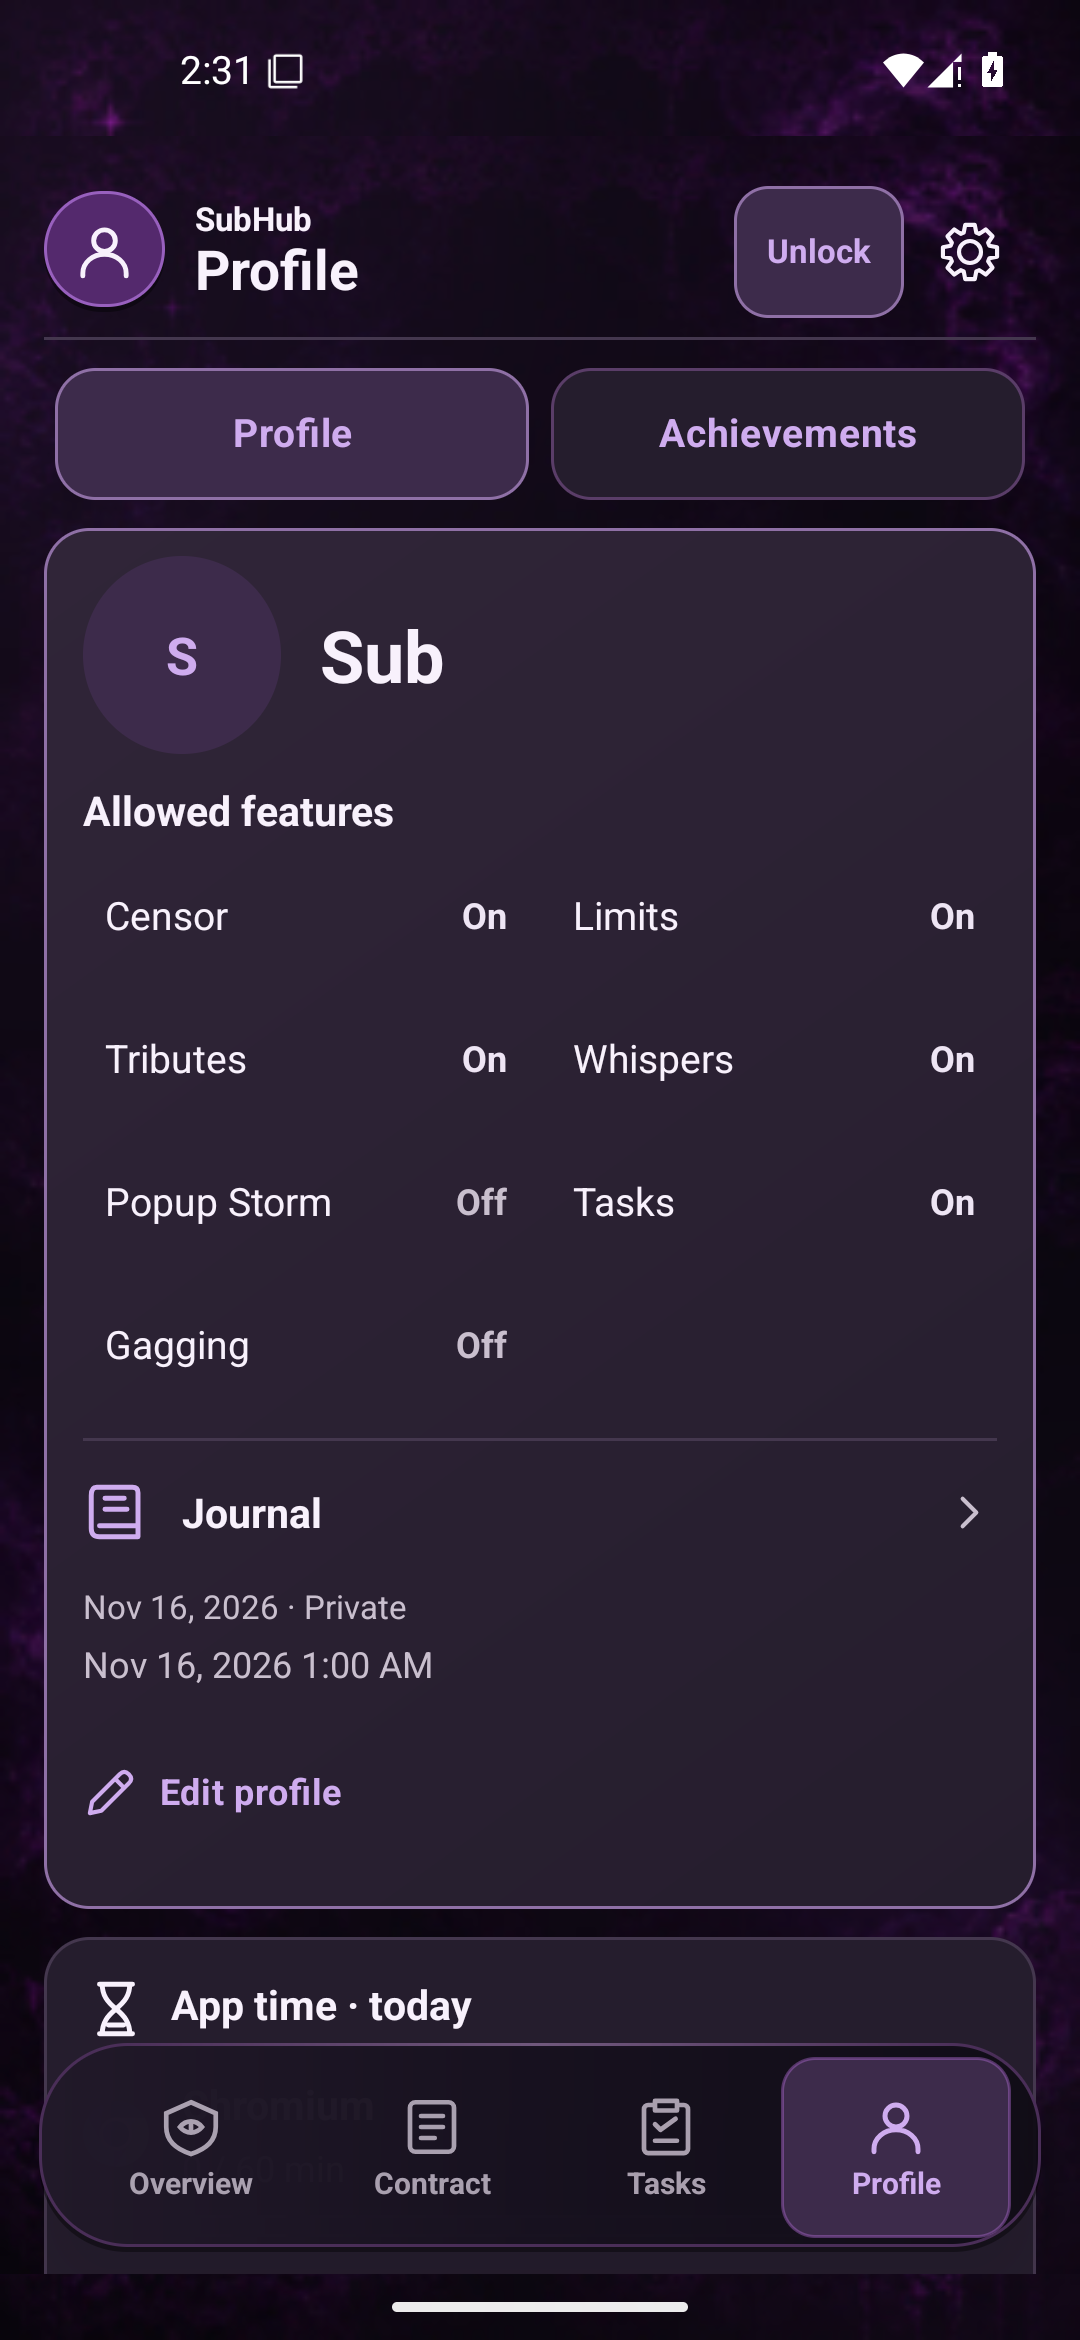 2:31
SubHub
Profile
Unlock
Profile
Achievements
S
Sub
Allowed features
Censor On Limits On
Tributes On Whispers On
Popup Storm Off Tasks On
Gagging Off
Journal
Nov 16, 2026 · Private
Nov 16, 2026 1:00 AM
Edit profile
App time · today
Overview
Contract
Tasks
Profile